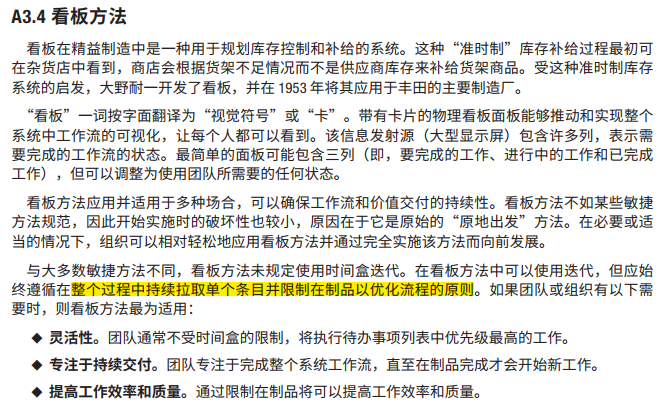 A3.4 看板方法
看板在精益制造中是一种用于规划库存控制和补给的系统。这种“准时制”库存补给过程最初可
在杂货店中看到，商店会根据货架不足情况而不是供应商库存来补给货架商品。受这种准时制库存
系统的启发，大野耐一开发了看板，并在 1953 年将其应用于丰田的主要制造厂。
“看板”一词按字面翻译为“视觉符号”或“卡”。带有卡片的物理看板面板能够推动和实现整个
系统中工作流的可视化，让每个人都可以看到。该信息发射源（大型显示屏）包含许多列，表示需
要完成的工作流的状态。最简单的面板可能包含三列（即，要完成的工作、进行中的工作和已完成
工作），但可以调整为使用团队所需要的任何状态。
看板方法应用并适用于多种场合，可以确保工作流和价值交付的持续性。看板方法不如某些敏捷
方法规范，因此开始实施时的破坏性也较小，原因在于它是原始的“原地出发”方法。在必要或适
当的情况下，组织可以相对轻松地应用看板方法并通过完全实施该方法而向前发展。
与大多数敏捷方法不同，看板方法未规定使用时间盒迭代。在看板方法中可以使用迭代，但应始
终遵循在整个过程中持续拉取单个条目并限制在制品以优化流程的原则。如果团队或组织有以下需
要时，则看板方法最为适用：
◆ 灵活性。团队通常不受时间盒的限制，将执行待办事项列表中优先级最高的工作。
◆ 专注于持续交付。团队专注于完成整个系统工作流，直至在制品完成才会开始新工作。
◆ 提高工作效率和质量。通过限制在制品将可以提高工作效率和质量。